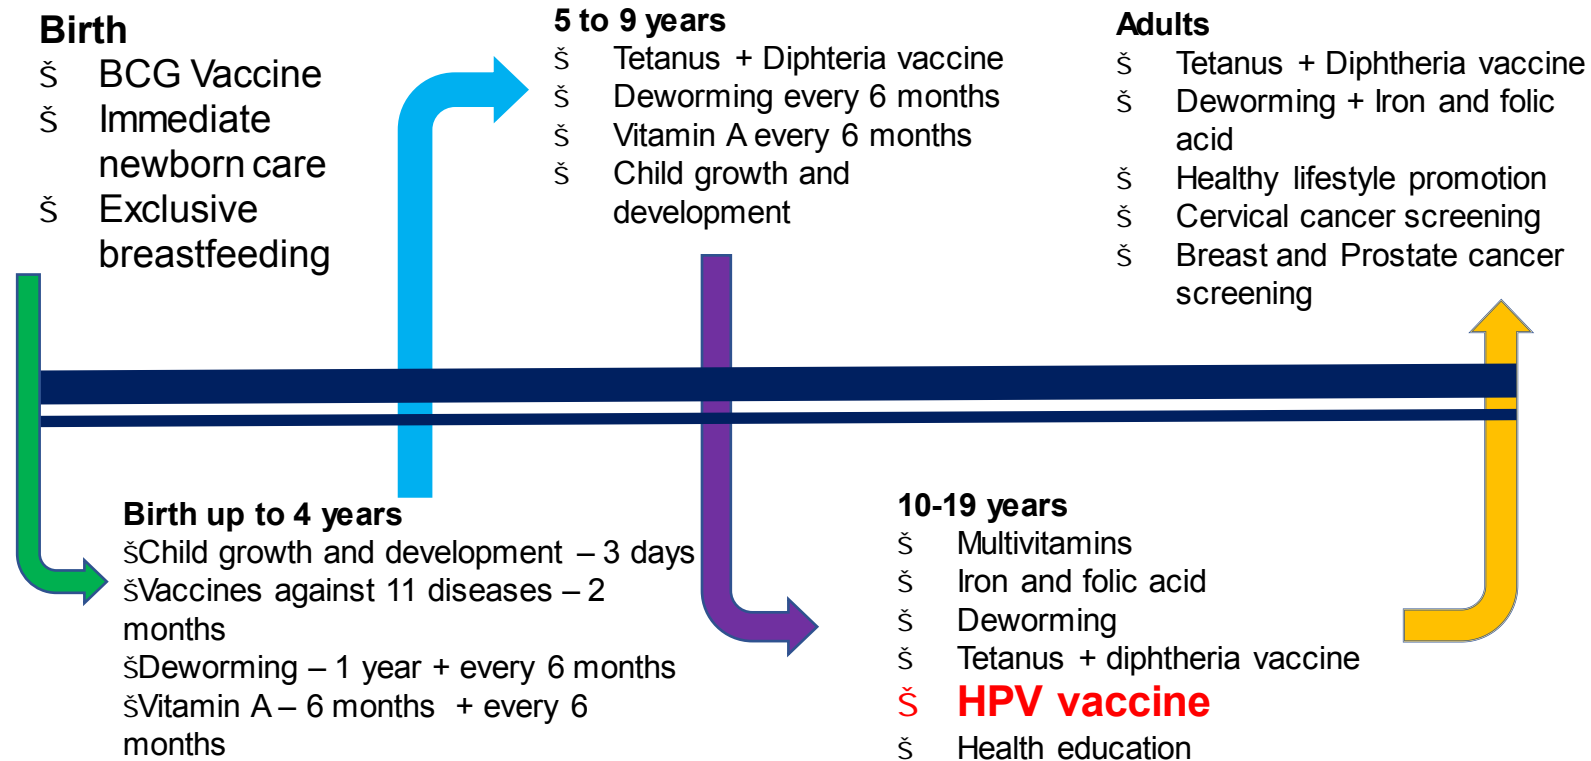 Birth
Š BCG Vaccine
Š Immediate
newborn care
Š Exclusive
breastfeeding
Birth up to 4 years
ŠChild growth and development – 3 days
ŠVaccines against 11 diseases – 2
months
ŠDeworming – 1 year + every 6 months
ŠVitamin A – 6 months + every 6
months
5 to 9 years
Š Tetanus + Diphteria vaccine
Š Deworming every 6 months
Š Vitamin A every 6 months
Š Child growth and
development
10-19 years
Š Multivitamins
Š Iron and folic acid
Š Deworming
Š Tetanus + diphtheria vaccine
Š HPV vaccine
Š Health education
Adults
Š Tetanus + Diphtheria vaccine
Š Deworming + Iron and folic
acid
Š Healthy lifestyle promotion
Š Cervical cancer screening
Š Breast and Prostate cancer
screening